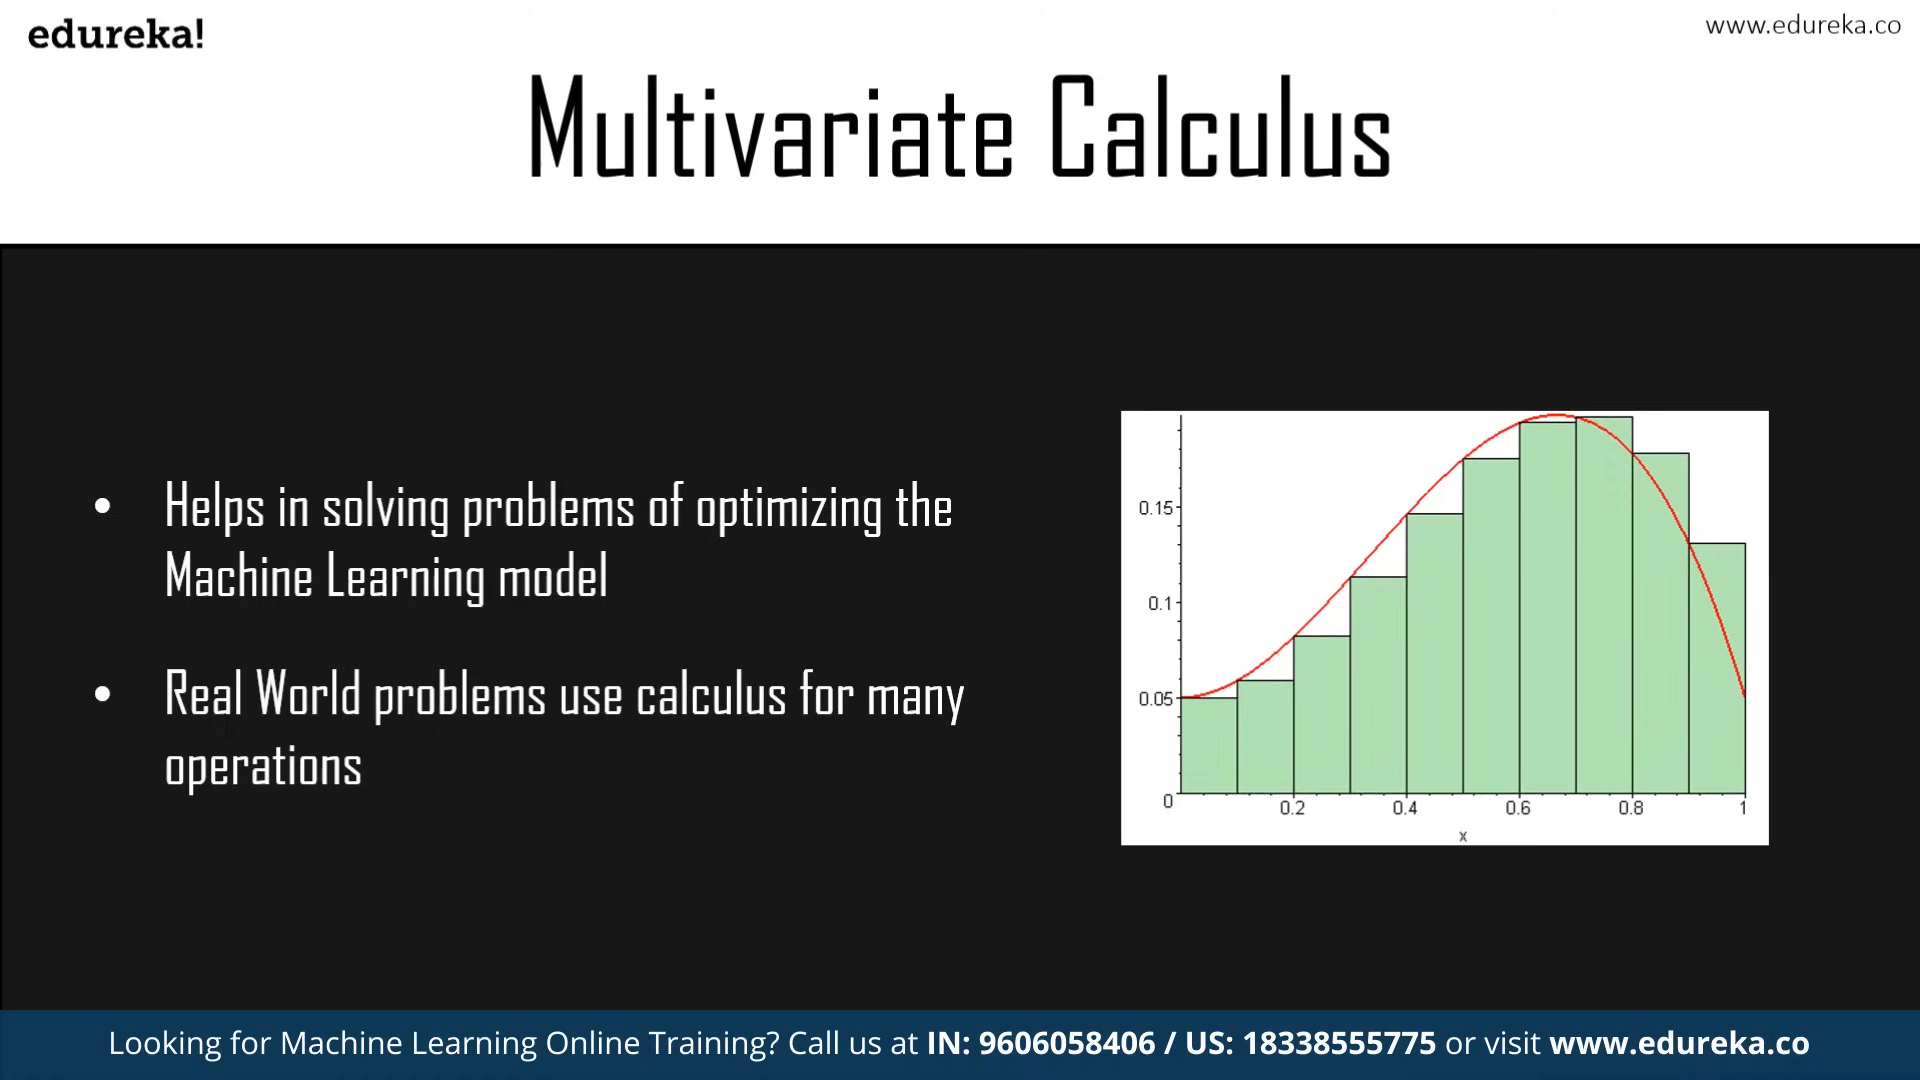 edureka!
www.edureka.co
Multivariate Calculus
• Helps in solving problems of optimizing the
Machine Learning model
• Real World problems use calculus for many
operations
0.15
0.1
0.05
0
0.2
0.4
0.6
0.8
1
x
Looking for Machine Learning Online Training? Call us at IN: 9606058406 / US: 18338555775 or visit www.edureka.co